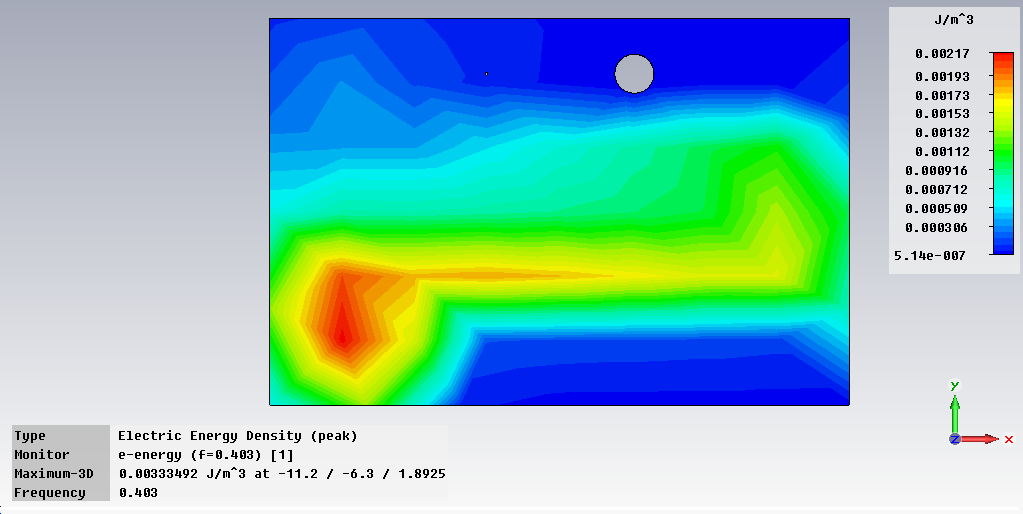 J/m^3
0.00217
0.00193
0.00173
0.00153
0.00132
0.00112
0.000916
0.000712
0.000509
0.000306
5.14e-007
y
z
x
Type Electric Energy Density (peak)
Monitor e-energy (f=0.403) [1]
Maximum-3D 0.00333492 J/m^3 at -11.2 / -6.3 / 1.8925
Frequency 0.403